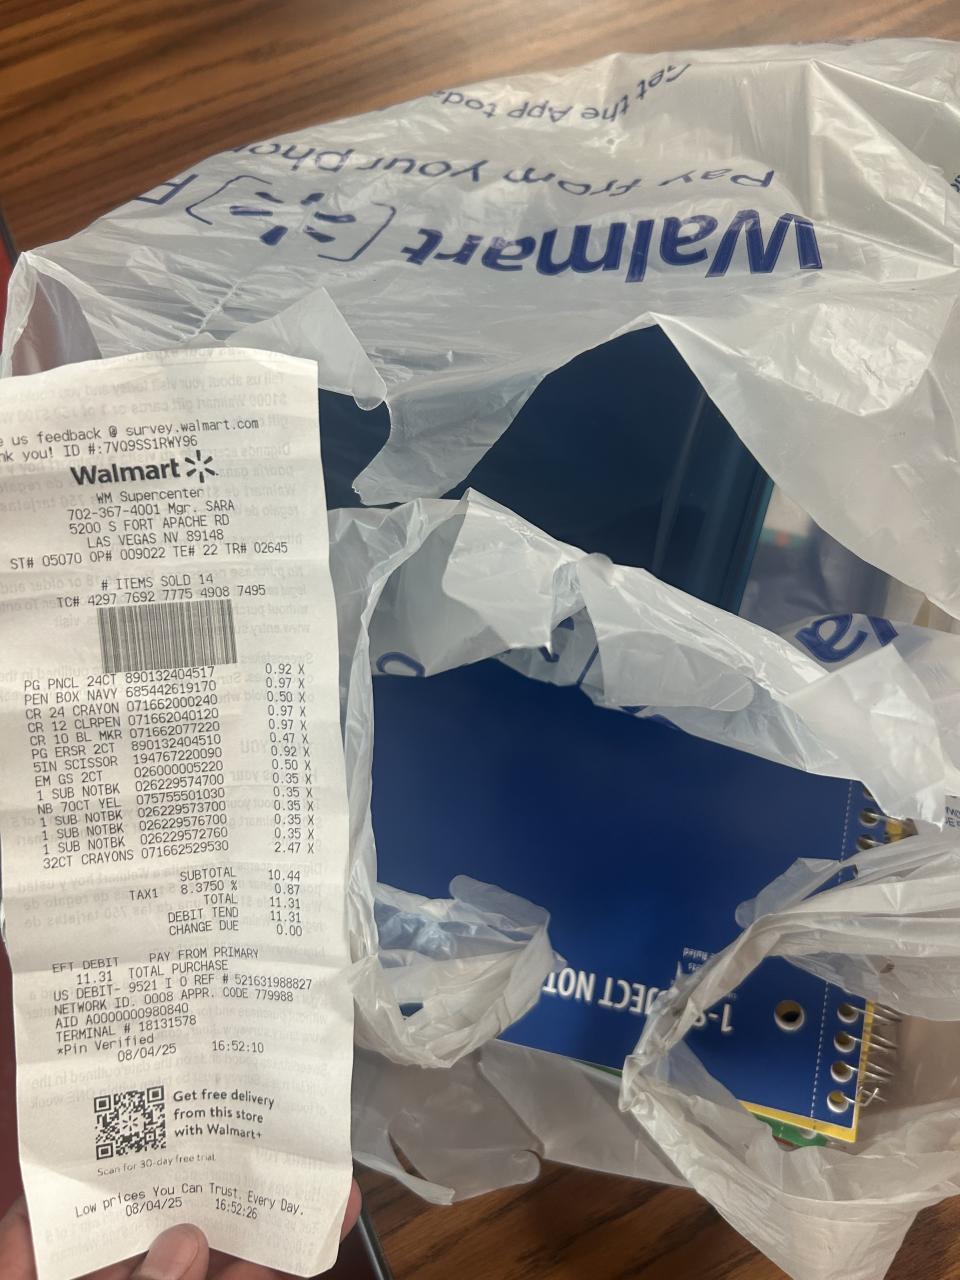 Get the App toda
Pay from your phon
Walmart
P
e us feedback @ survey.walmart.com
nk you! ID #:7VQ9SS1RWY96
Walmart
WM Supercenter
702-367-4001 Mgr. SARA
5200 S FORT APACHE RD
LAS VEGAS NV 89148
ST# 05070 OP# 009022 TE# 22 TR# 02645
# ITEMS SOLD 14
TC# 4297 7692 7775 4908 7495
PG PNCL 24CT 890132404517 0.92 X
PEN BOX NAVY 685442619170 0.97 X
CR 24 CRAYON 071662000240 0.50 X
CR 12 CLRPEN 071662040120 0.97 X
CR 10 BL MKR 071662077220 0.97 X
PG ERSR 2CT 890132404510 0.47 X
5IN SCISSOR 194767220090 0.92 X
EM GS 2CT 026000005220 0.50 X
1 SUB NOTBK 026229574700 0.35 X
NB 70CT YEL 075755501030 0.35 X
1 SUB NOTBK 026229573700 0.35 X
1 SUB NOTBK 026229576700 0.35 X
1 SUB NOTBK 026229572760 0.35 X
32CT CRAYONS 071662529530 2.47 X
SUBTOTAL 10.44
TAX1 8.3750 % 0.87
TOTAL 11.31
DEBIT TEND 11.31
CHANGE DUE 0.00
EFT DEBIT PAY FROM PRIMARY
11.31 TOTAL PURCHASE
US DEBIT- 9521 I 0 REF # 521631988827
NETWORK ID. 0008 APPR. CODE 779988
AID A0000000980840
TERMINAL # 18131578
*Pin Verified
08/04/25 16:52:10
Get free delivery
from this store
with Walmart+
Scan for 30-day free trial.
Low prices You Can Trust. Every Day.
08/04/25 16:52:26
1-S JECT NOT
Ruled